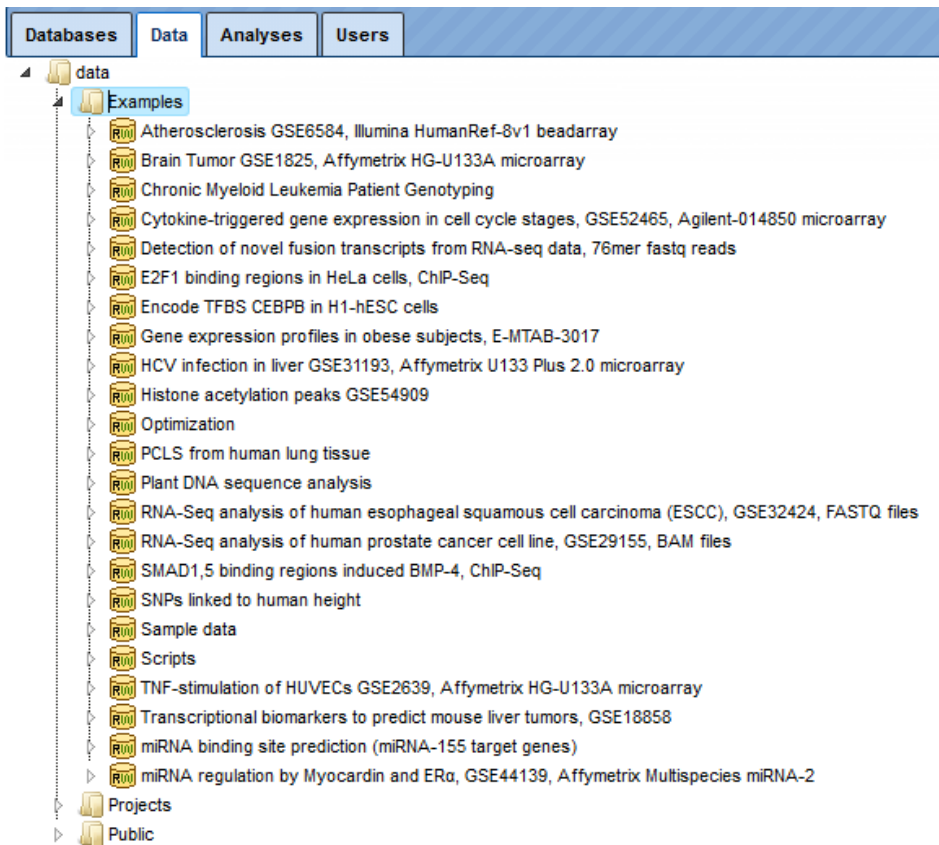 Databases Data Analyses Users
data
Examples
Atherosclerosis GSE6584, Illumina HumanRef-8v1 beadarray
Brain Tumor GSE1825, Affymetrix HG-U133A microarray
Chronic Myeloid Leukemia Patient Genotyping
Cytokine-triggered gene expression in cell cycle stages, GSE52465, Agilent-014850 microarray
Detection of novel fusion transcripts from RNA-seq data, 76mer fastq reads
E2F1 binding regions in HeLa cells, ChIP-Seq
Encode TFBS CEBPB in H1-hESC cells
Gene expression profiles in obese subjects, E-MTAB-3017
HCV infection in liver GSE31193, Affymetrix U133 Plus 2.0 microarray
Histone acetylation peaks GSE54909
Optimization
PCLS from human lung tissue
Plant DNA sequence analysis
RNA-Seq analysis of human esophageal squamous cell carcinoma (ESCC), GSE32424, FASTQ files
RNA-Seq analysis of human prostate cancer cell line, GSE29155, BAM files
SMAD1,5 binding regions induced BMP-4, ChIP-Seq
SNPs linked to human height
Sample data
Scripts
TNF-stimulation of HUVECs GSE2639, Affymetrix HG-U133A microarray
Transcriptional biomarkers to predict mouse liver tumors, GSE18858
miRNA binding site prediction (miRNA-155 target genes)
miRNA regulation by Myocardin and ERα, GSE44139, Affymetrix Multispecies miRNA-2
Projects
Public